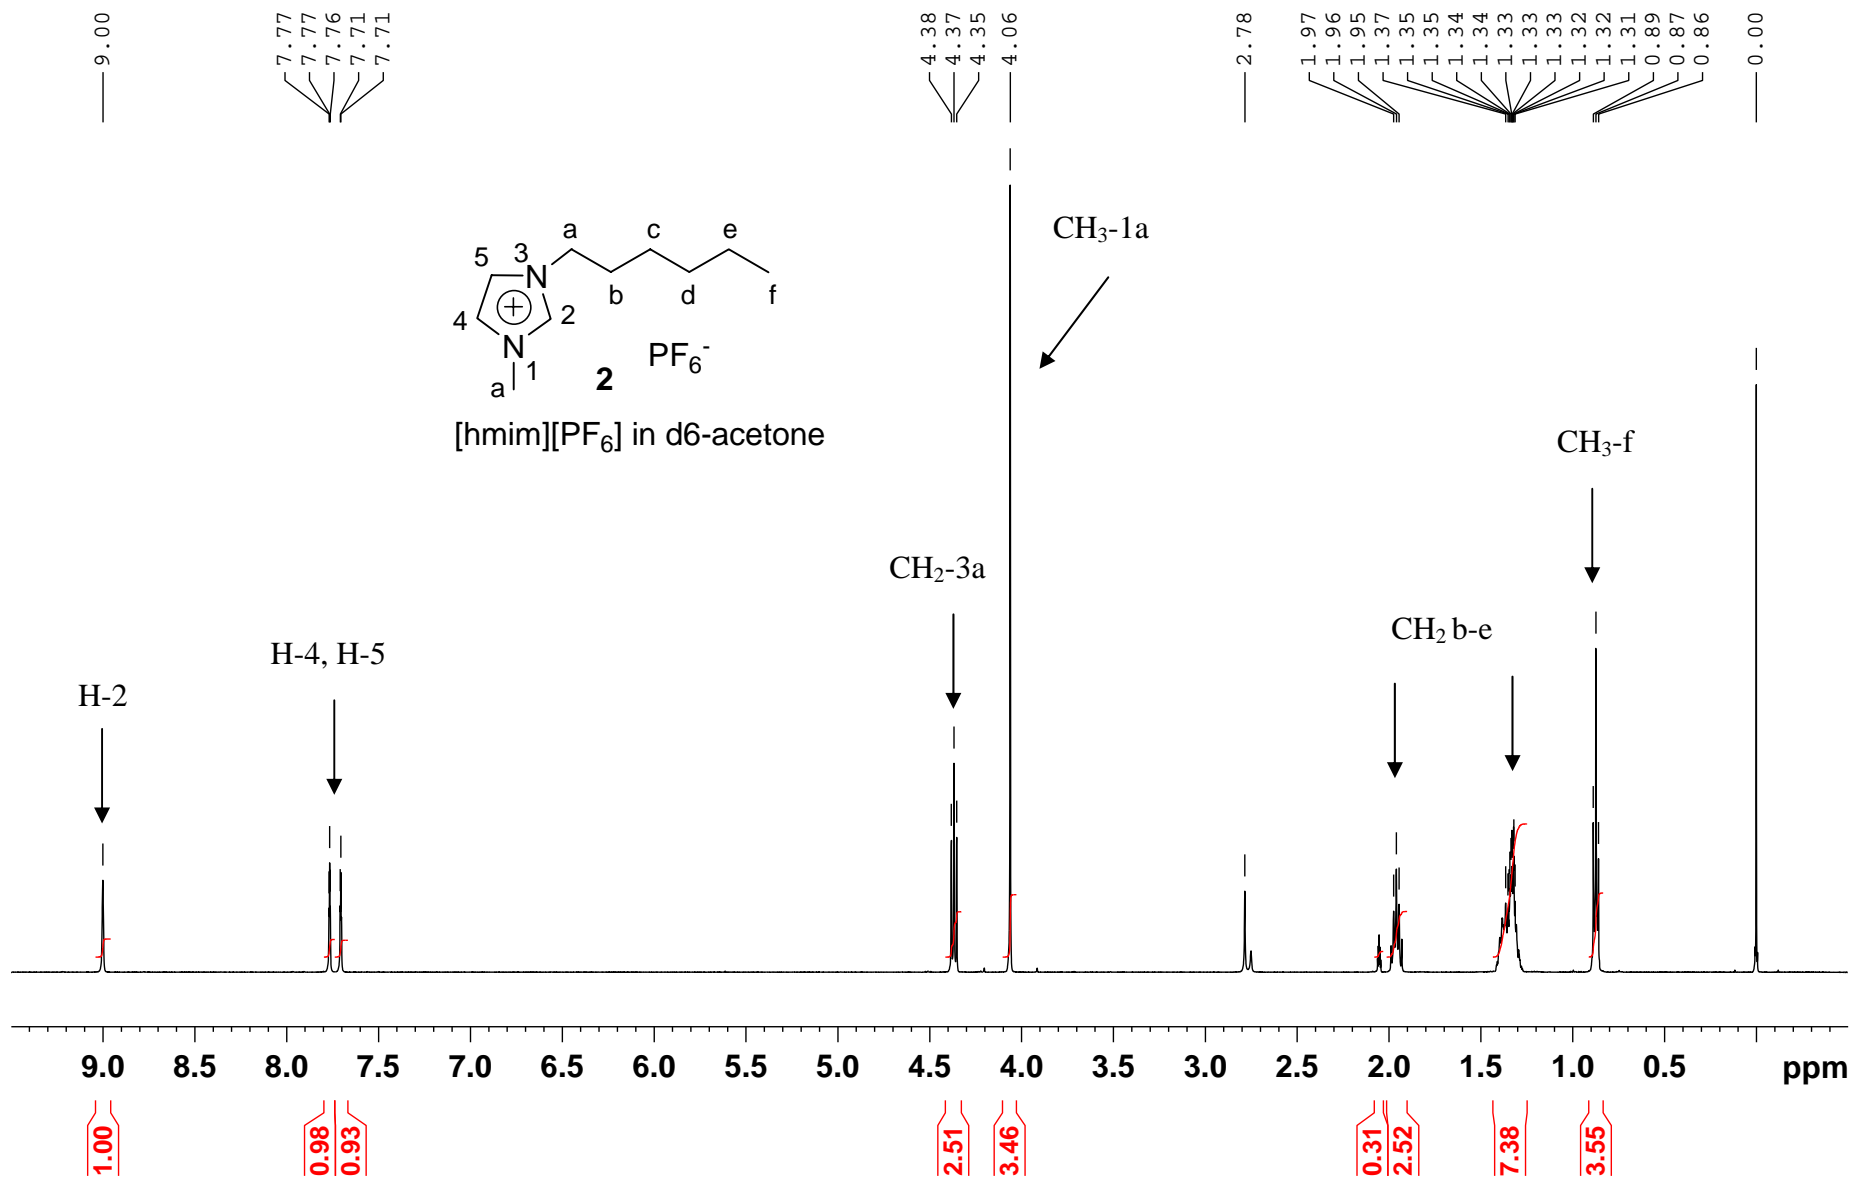 9.00
7.77
7.77
7.76
7.71
7.71
4.38
4.37
4.35
4.06
2.78
1.97
1.96
1.95
1.37
1.35
1.35
1.34
1.34
1.33
1.33
1.33
1.32
1.32
1.31
0.89
0.87
0.86
0.00
CH₃-1a
a c e
5 3 N
b d f
4 + 2
N 1
a
2 PF₆⁻
[hmim][PF₆] in d6-acetone
CH₃-f
CH₂-3a
CH₂ b-e
H-4, H-5
H-2
9.0 8.5 8.0 7.5 7.0 6.5 6.0 5.5 5.0 4.5 4.0 3.5 3.0 2.5 2.0 1.5 1.0 0.5 ppm
1.00
0.98
0.93
2.51
3.46
0.31
2.52
7.38
3.55